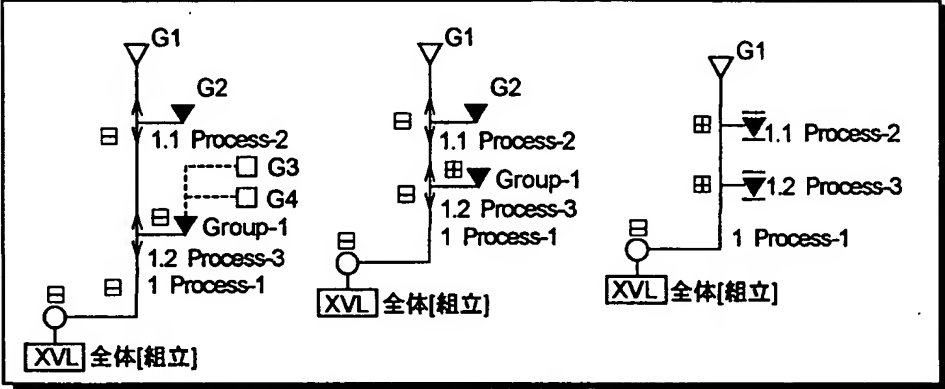 G1
G2
1.1 Process-2
G3
G4
Group-1
1.2 Process-3
1 Process-1
XVL 全体[組立]
G1
G2
1.1 Process-2
Group-1
1.2 Process-3
1 Process-1
XVL 全体[組立]
G1
1.1 Process-2
1.2 Process-3
1 Process-1
XVL 全体[組立]